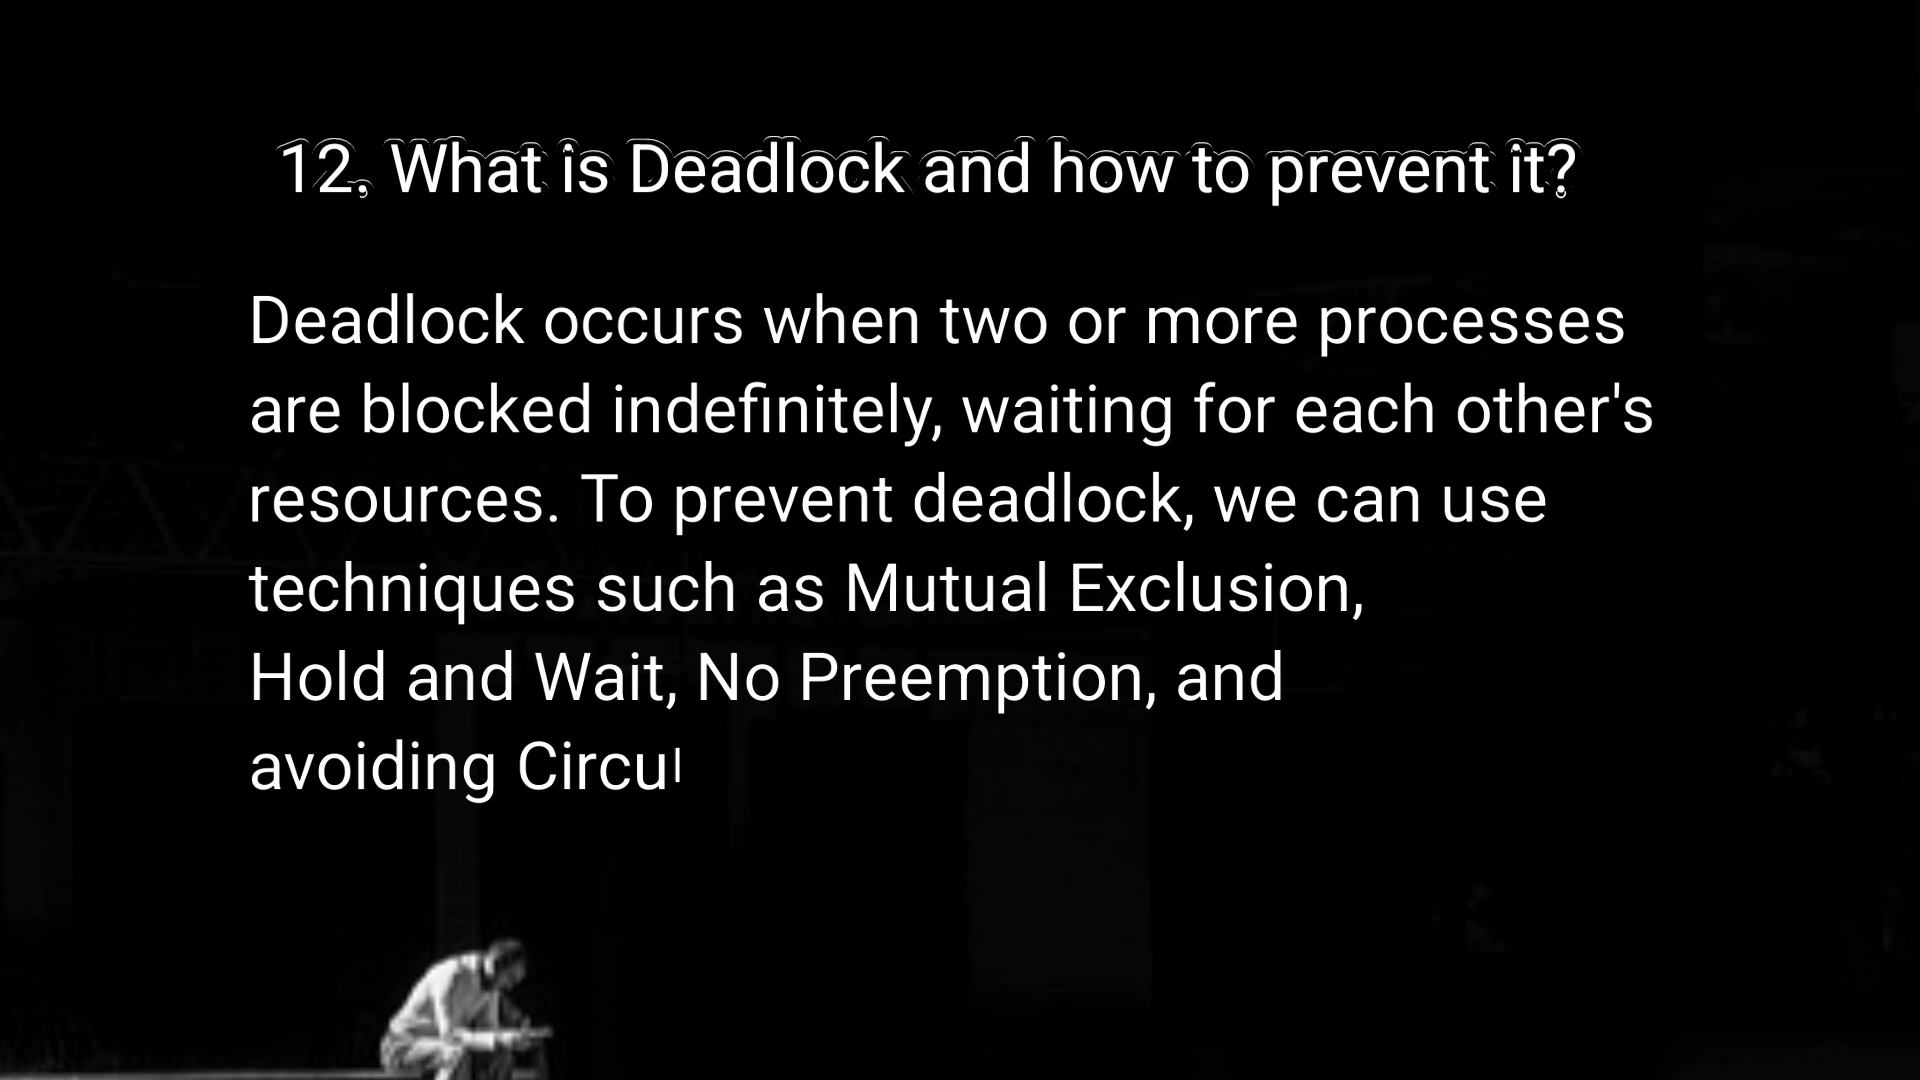 12. What is Deadlock and how to prevent it?
Deadlock occurs when two or more processes
are blocked indefinitely, waiting for each other's
resources. To prevent deadlock, we can use
techniques such as Mutual Exclusion,
Hold and Wait, No Preemption, and
avoiding Circul